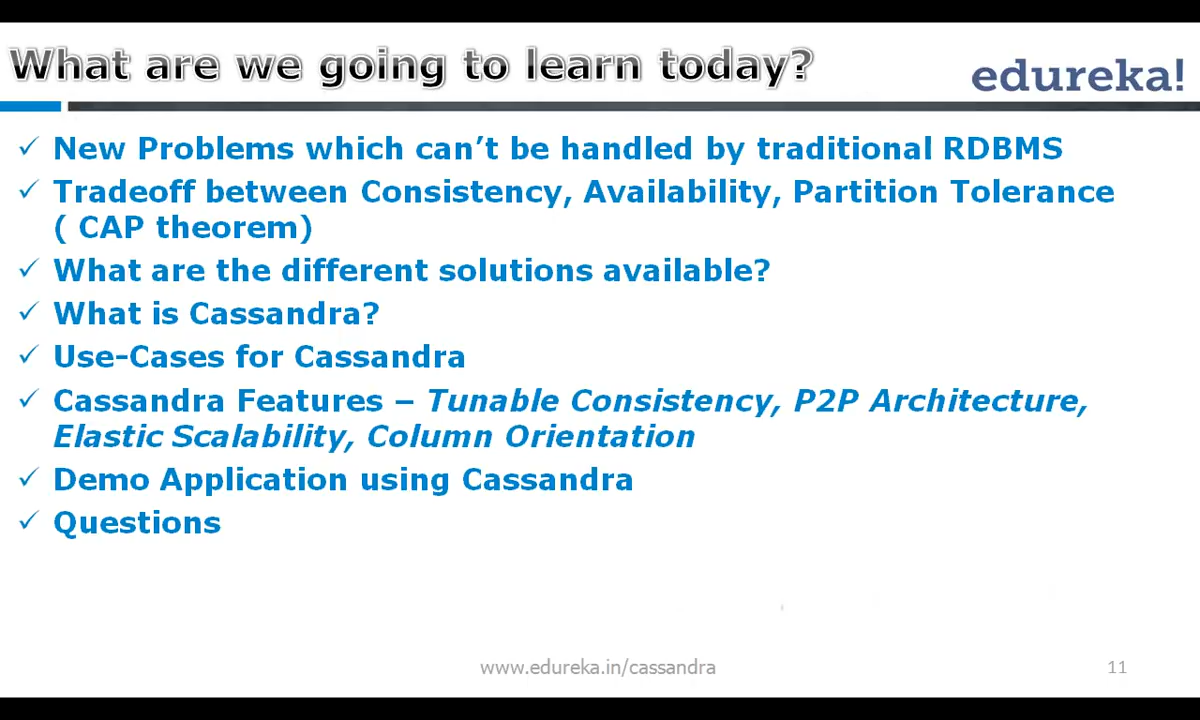 What are we going to learn today?
edureka!
✓ New Problems which can’t be handled by traditional RDBMS
✓ Tradeoff between Consistency, Availability, Partition Tolerance
( CAP theorem)
✓ What are the different solutions available?
✓ What is Cassandra?
✓ Use-Cases for Cassandra
✓ Cassandra Features – Tunable Consistency, P2P Architecture,
Elastic Scalability, Column Orientation
✓ Demo Application using Cassandra
✓ Questions
www.edureka.in/cassandra
11